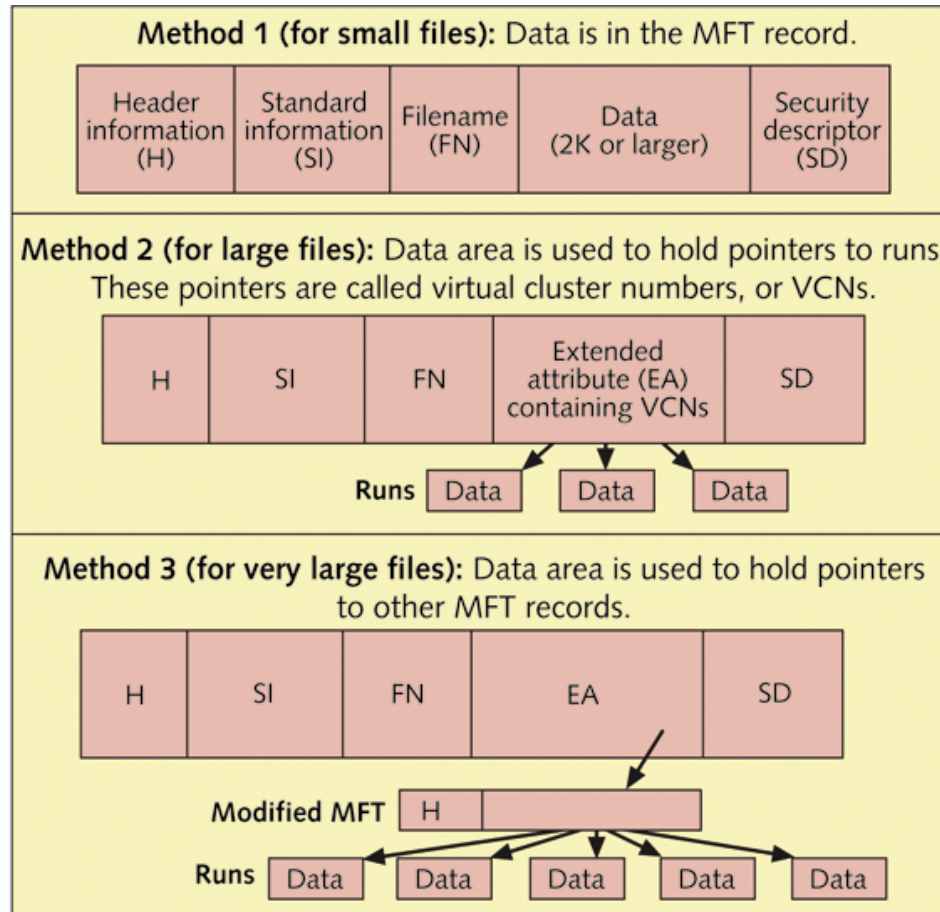 Method 1 (for small files): Data is in the MFT record.
Header
information
(H)
Standard
information
(SI)
Filename
(FN)
Data
(2K or larger)
Security
descriptor
(SD)
Method 2 (for large files): Data area is used to hold pointers to runs
These pointers are called virtual cluster numbers, or VCNs.
H
SI
FN
Extended
attribute (EA)
containing VCNs
SD
Runs
Data
Data
Data
Method 3 (for very large files): Data area is used to hold pointers
to other MFT records.
H
SI
FN
EA
SD
Modified MFT
H
Runs
Data
Data
Data
Data
Data